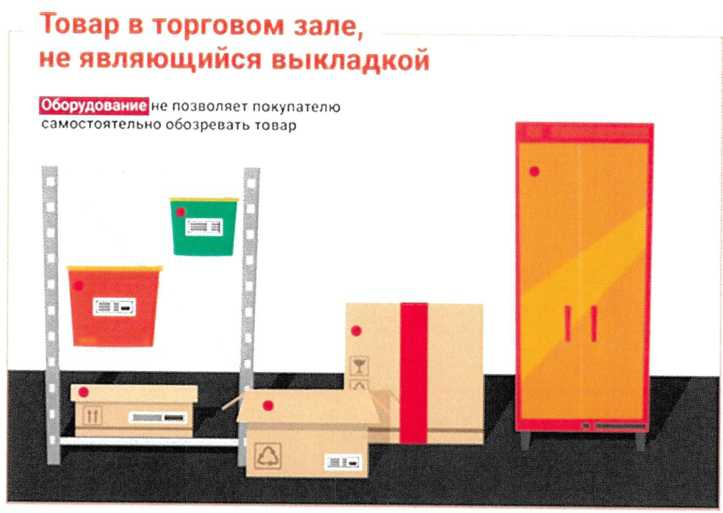 Товар в торговом зале,
не являющийся выкладкой
Оборудование не позволяет покупателю
самостоятельно обозревать товар